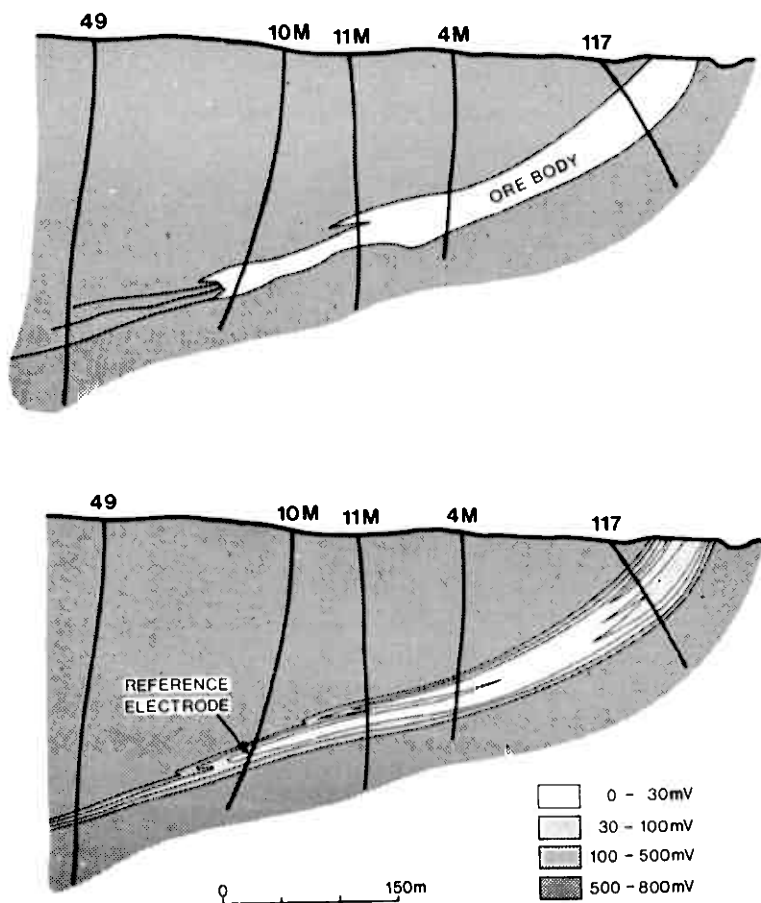 49
10M
11M
4M
117
ORE BODY
49
10M
11M
4M
117
REFERENCE
ELECTRODE
0 - 30mV
30 - 100mV
100 - 500mV
500 - 800mV
0 150m